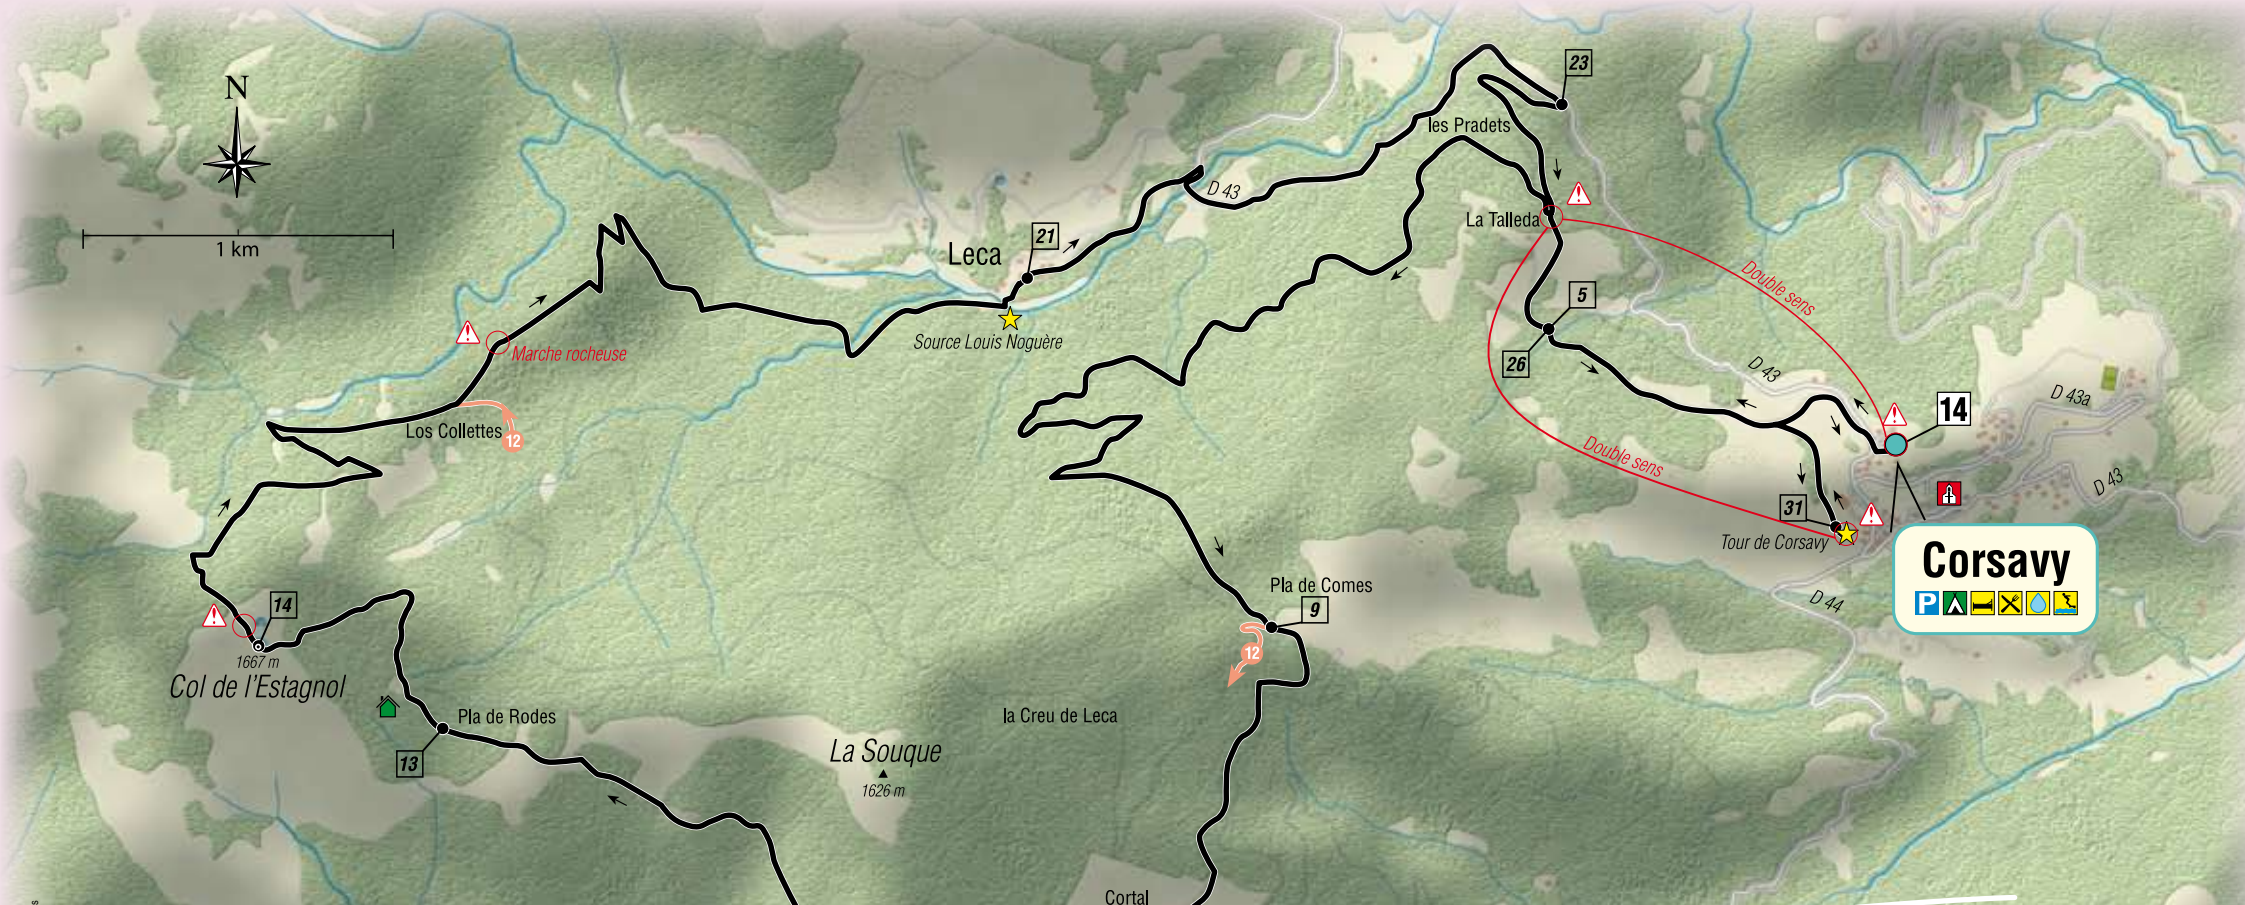 23
N
les Pradets
D 43
La Talleda
1 km
21
Leca
Double sens
5
Source Louis Noguère
Marche rocheuse
26
D 43
D 43a
14
Los Collettes
12
Double sens
D 43
31
Tour de Corsavy
Corsavy
P
Pla de Comes
9
D 44
14
12
1667 m
Col de l'Estagnol
Pla de Rodes
la Creu de Leca
13
La Souque
1626 m
Cortal